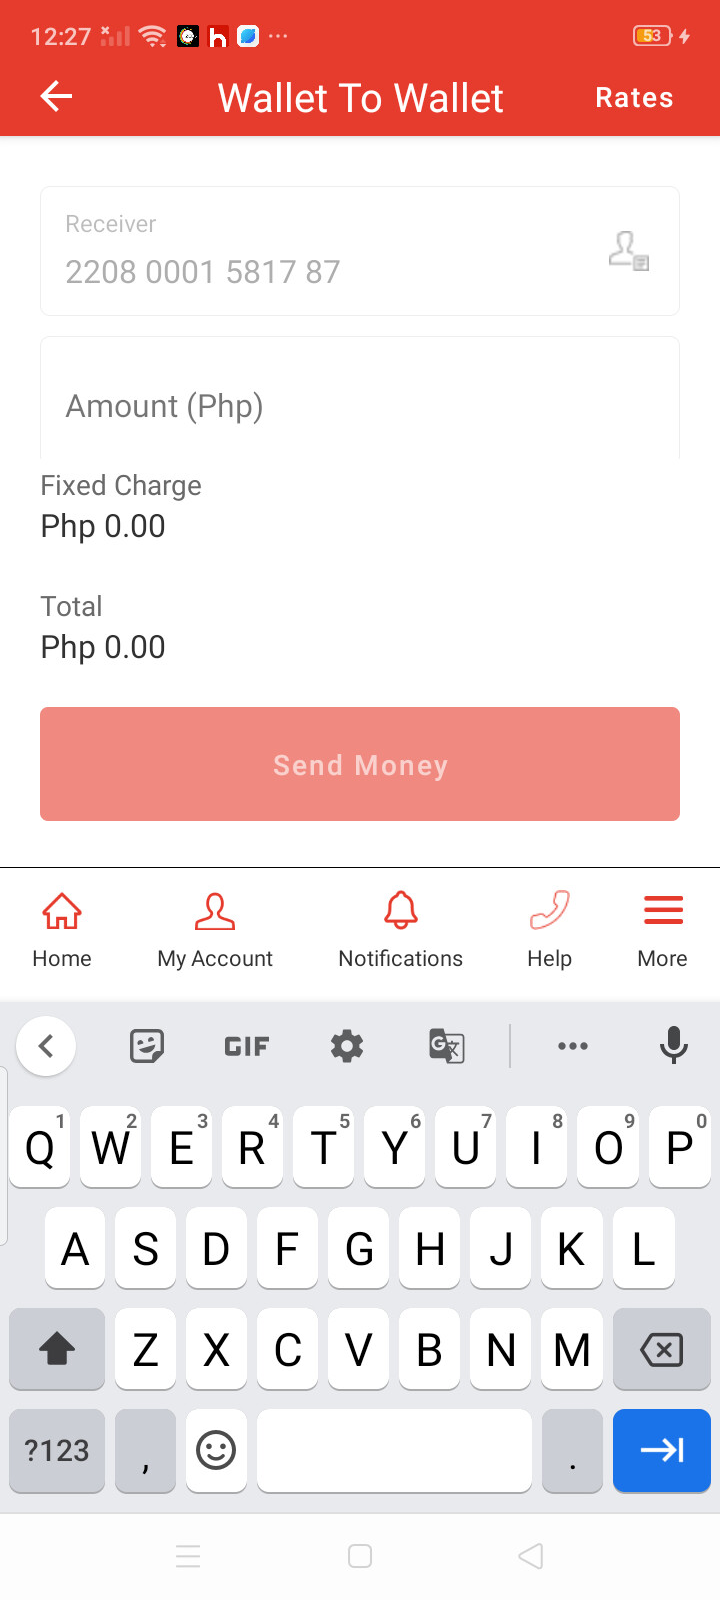 12:27
53
Wallet To Wallet
Rates
Receiver
2208 0001 5817 87
Amount (Php)
Fixed Charge
Php 0.00
Total
Php 0.00
Send Money
Home
My Account
Notifications
Help
More
GIF
Q1 W2 E3 R4 T5 Y6 U7 I8 O9 P0
A S D F G H J K L
Z X C V B N M
?123 , .